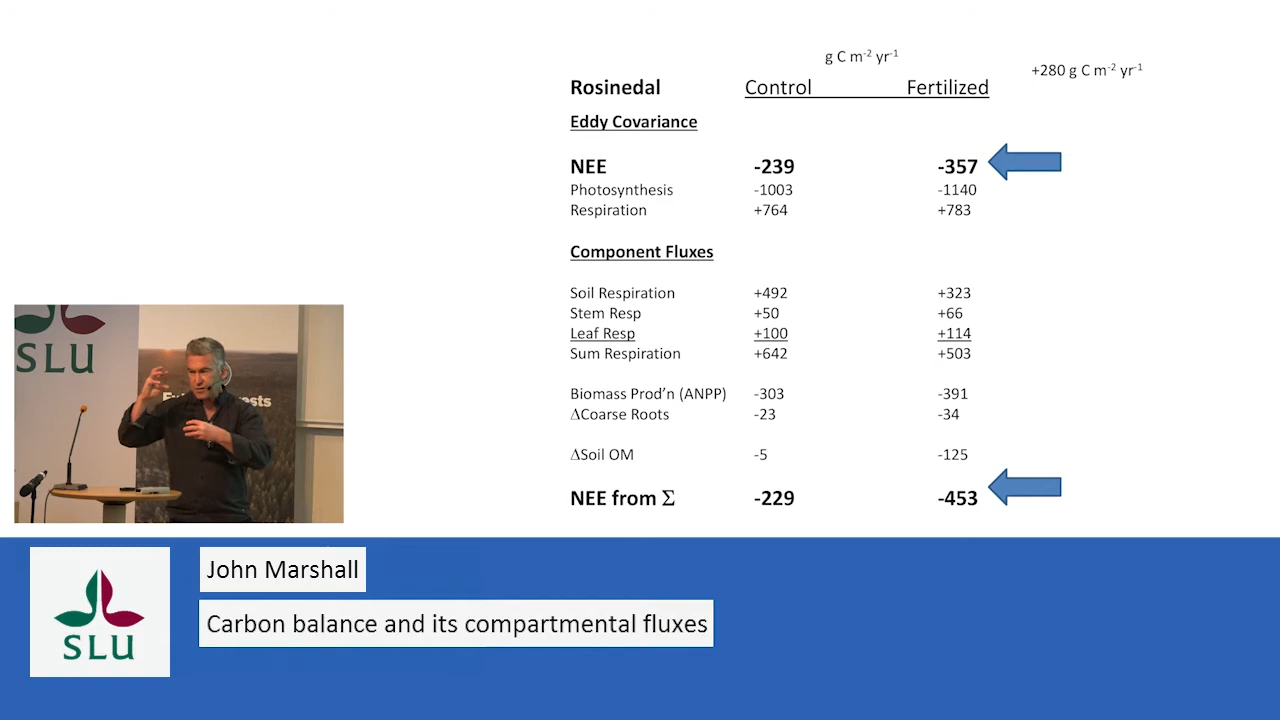 g C m-2 yr-1
+280 g C m-2 yr-1
Rosinedal Control Fertilized
Eddy Covariance
NEE -239 -357
Photosynthesis -1003 -1140
Respiration +764 +783
Component Fluxes
Soil Respiration +492 +323
Stem Resp +50 +66
Leaf Resp +100 +114
Sum Respiration +642 +503
Biomass Prod'n (ANPP) -303 -391
ΔCoarse Roots -23 -34
ΔSoil OM -5 -125
NEE from Σ -229 -453
SLU
SLU
John Marshall
Carbon balance and its compartmental fluxes